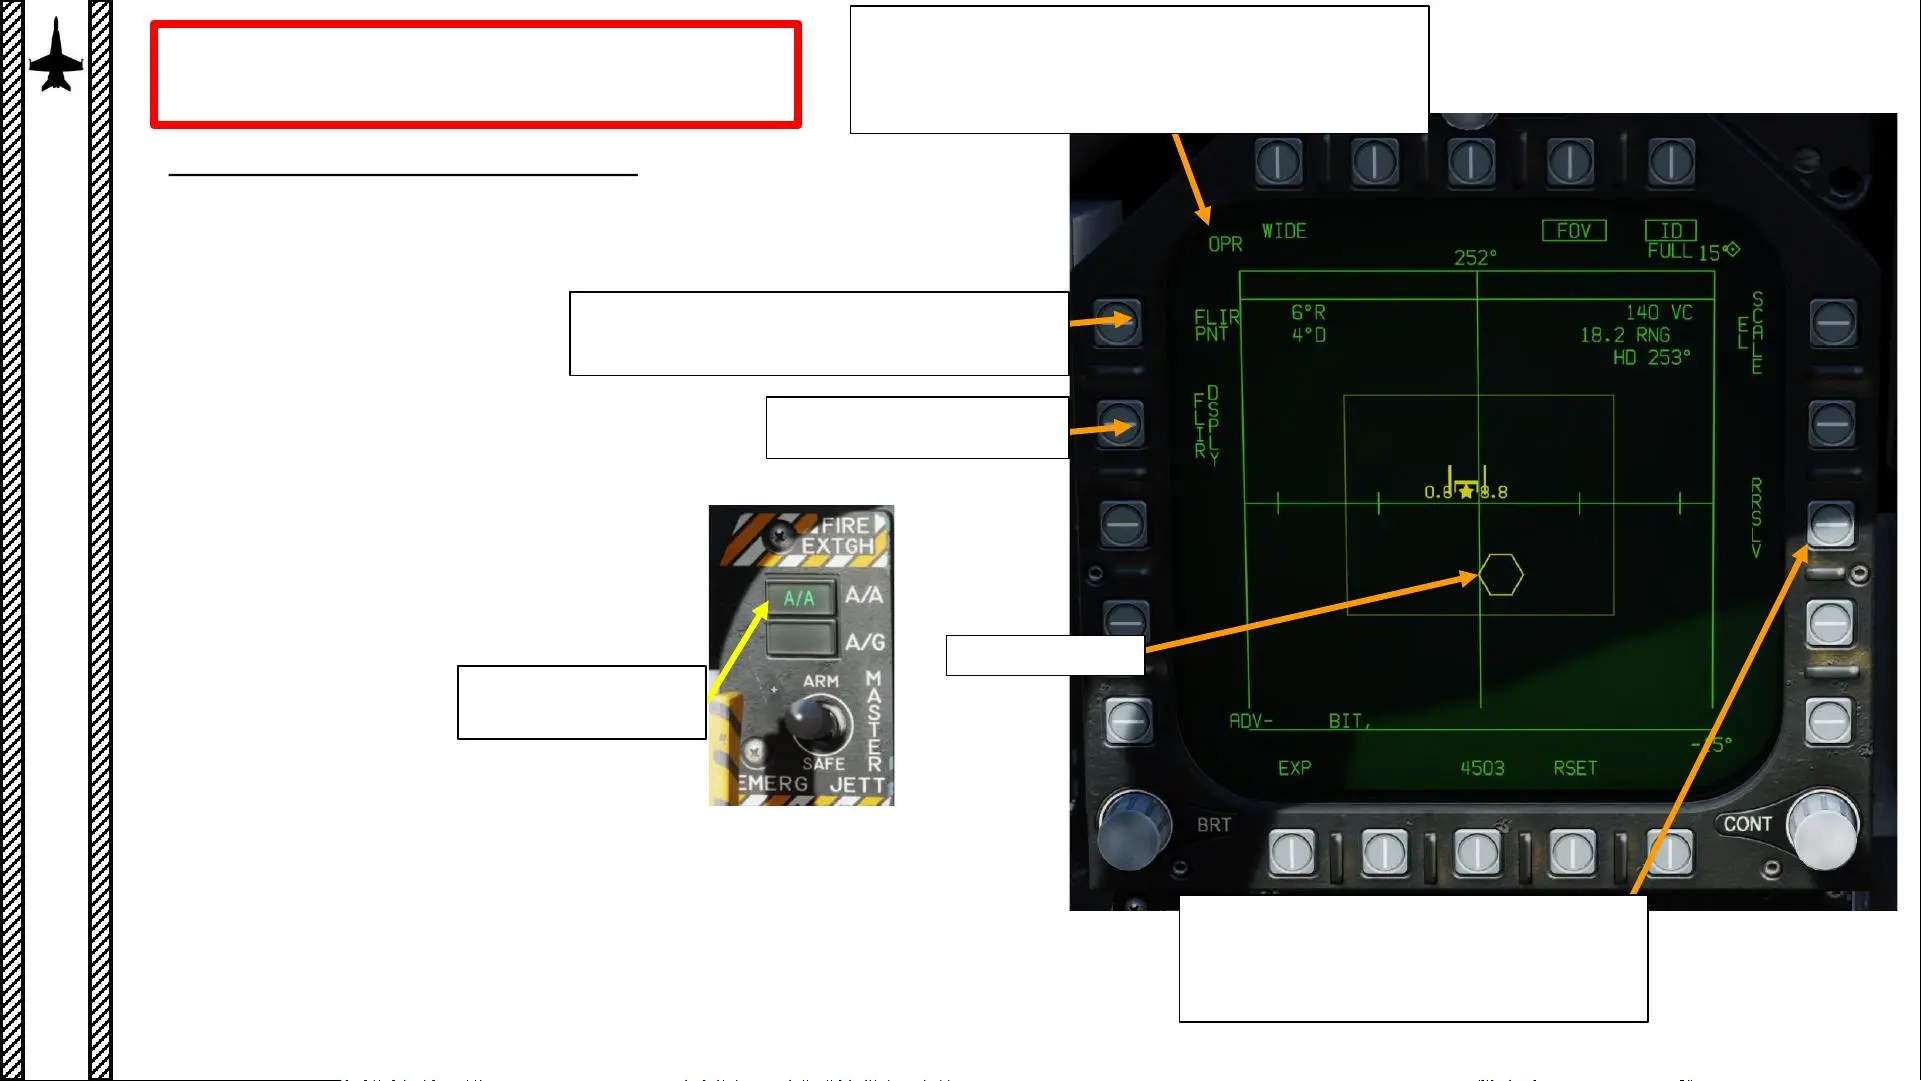 WIDE
FOV
ID
OPR
FULL 15°
252°
FLIR
PNT
6°R
4°D
140 VC
18.2 RNG
HD 253°
SCALE
EL
FLIR
DSPLY
RRSLV
8.8
ADV-
BIT,
-15°
EXP
4503
RSET
BRT
CONT
FIRE
EXTGH
A/A
A/A
A/G
ARM
MASTER
SAFE
EMERG JETT